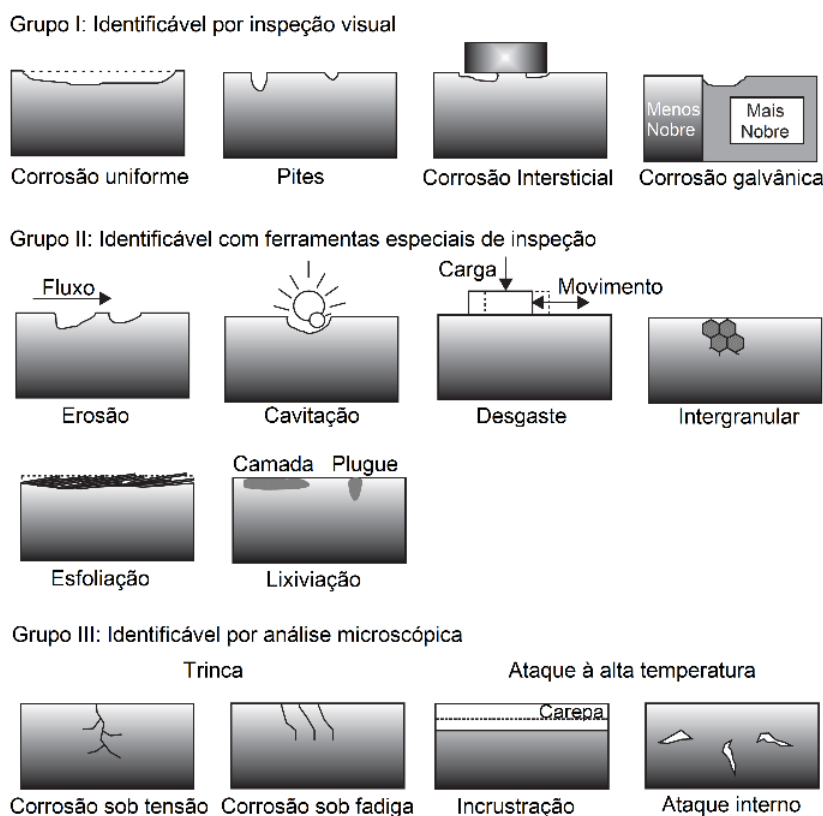 Grupo I: Identificável por inspeção visual
Menos
Nobre
Mais
Nobre
Corrosão uniforme
Pites
Corrosão Intersticial
Corrosão galvânica
Grupo II: Identificável com ferramentas especiais de inspeção
Fluxo
Carga
Movimento
Erosão
Cavitação
Desgaste
Intergranular
Camada
Plugue
Esfoliação
Lixiviação
Grupo III: Identificável por análise microscópica
Trinca
Ataque à alta temperatura
Carepa
Corrosão sob tensão
Corrosão sob fadiga
Incrustração
Ataque interno